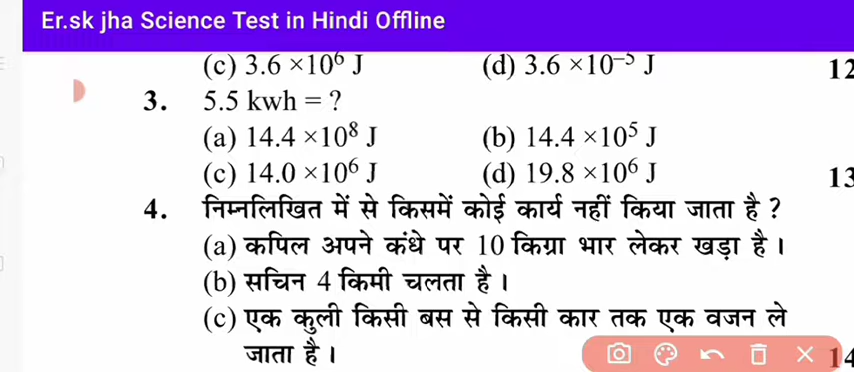 Er.sk jha Science Test in Hindi Offline
(c) 3.6 ×10⁶ J (d) 3.6 ×10⁻⁵ J 12
3. 5.5 kwh = ?
(a) 14.4 ×10⁸ J (b) 14.4 ×10⁵ J
(c) 14.0 ×10⁶ J (d) 19.8 ×10⁶ J 13
4. निम्नलिखित में से किसमें कोई कार्य नहीं किया जाता है ?
(a) कपिल अपने कंधे पर 10 किग्रा भार लेकर खड़ा है।
(b) सचिन 4 किमी चलता है।
(c) एक कुली किसी बस से किसी कार तक एक वजन ले
जाता है। 14